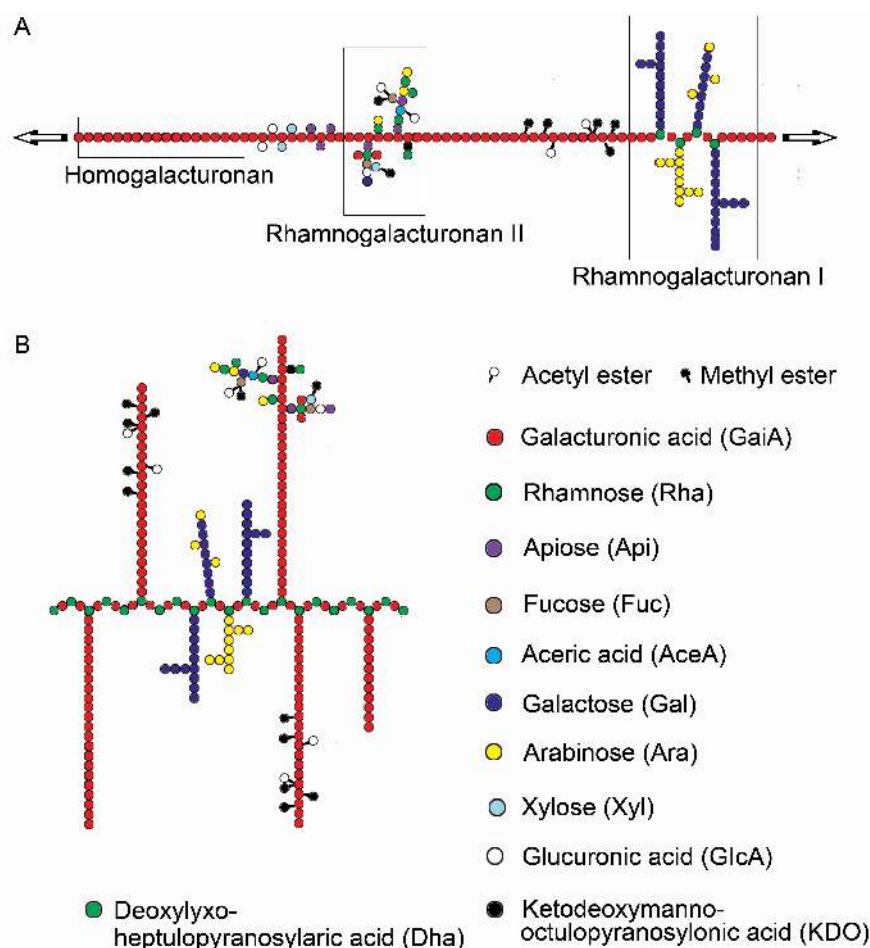 A
Homogalacturonan
Rhamnogalacturonan II
Rhamnogalacturonan I
B
Acetyl ester
Methyl ester
Galacturonic acid (GaiA)
Rhamnose (Rha)
Apiose (Api)
Fucose (Fuc)
Aceric acid (AceA)
Galactose (Gal)
Arabinose (Ara)
Xylose (Xyl)
Glucuronic acid (GlcA)
Deoxylyxo-
heptulopyranosylaric acid (Dha)
Ketodeoxymanno-
octulopyranosylonic acid (KDO)